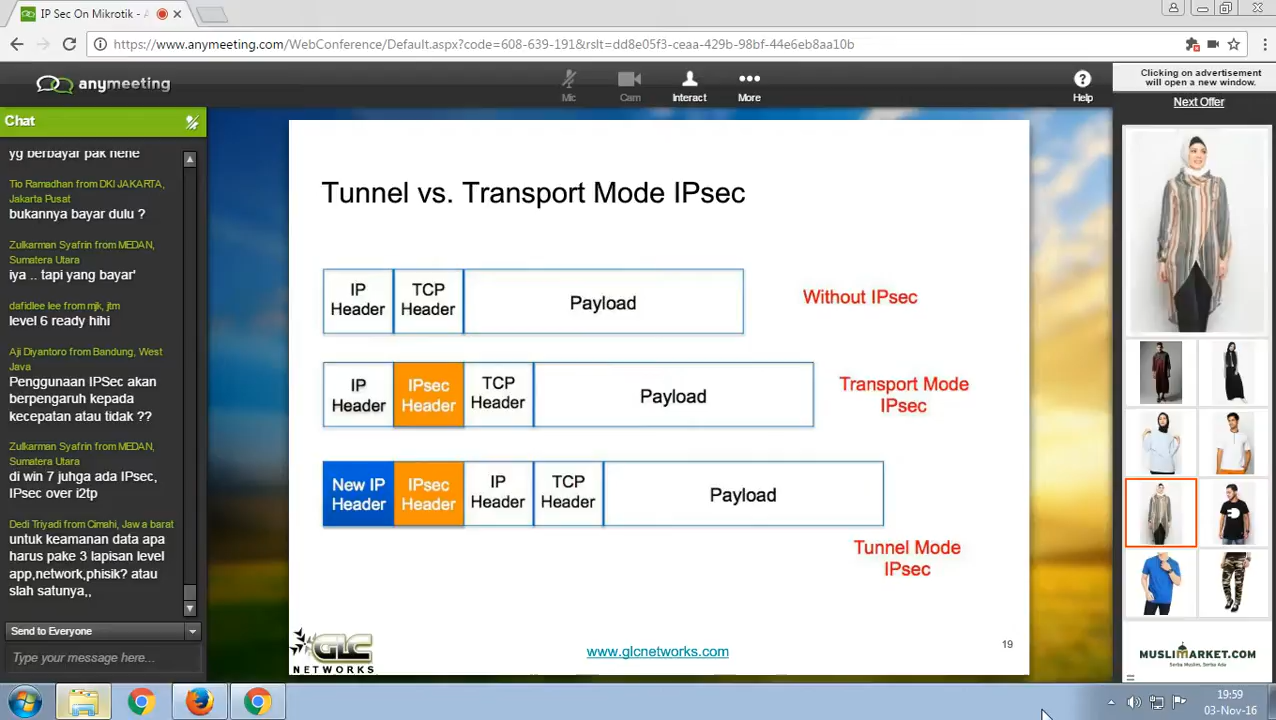 IP Sec On Mikrotik - A
https://www.anymeeting.com/WebConference/Default.aspx?code=608-639-191&rslt=dd8e05f3-ceaa-429b-98bf-44e6eb8aa10b
anymeeting
Mic
Cam
Interact
More
Help
Clicking on advertisement
will open a new window.
Next Offer
Chat
yg berbayar pak hehe
Tio Ramadhan from DKI JAKARTA,
Jakarta Pusat
bukannya bayar dulu ?
Zulkarman Syafrin from MEDAN,
Sumatera Utara
iya .. tapi yang bayar'
dafidlee lee from mjk, jtm
level 6 ready hihi
Aji Diyantoro from Bandung, West
Java
Penggunaan IPSec akan
berpengaruh kepada
kecepatan atau tidak ??
Zulkarman Syafrin from MEDAN,
Sumatera Utara
di win 7 juhga ada IPsec,
IPsec over i2tp
Dedi Triyadi from Cimahi, Jawa barat
untuk keamanan data apa
harus pake 3 lapisan level
app,network,phisik? atau
slah satunya,,
Send to Everyone
Type your message here...
Tunnel vs. Transport Mode IPsec
IP
Header
TCP
Header
Payload
Without IPsec
IP
Header
IPsec
Header
TCP
Header
Payload
Transport Mode
IPsec
New IP
Header
IPsec
Header
IP
Header
TCP
Header
Payload
Tunnel Mode
IPsec
GLC
NETWORKS
www.glcnetworks.com
19
MUSLIMARKET.COM
Serba Muslim, Serba Ada
19:59
03-Nov-16